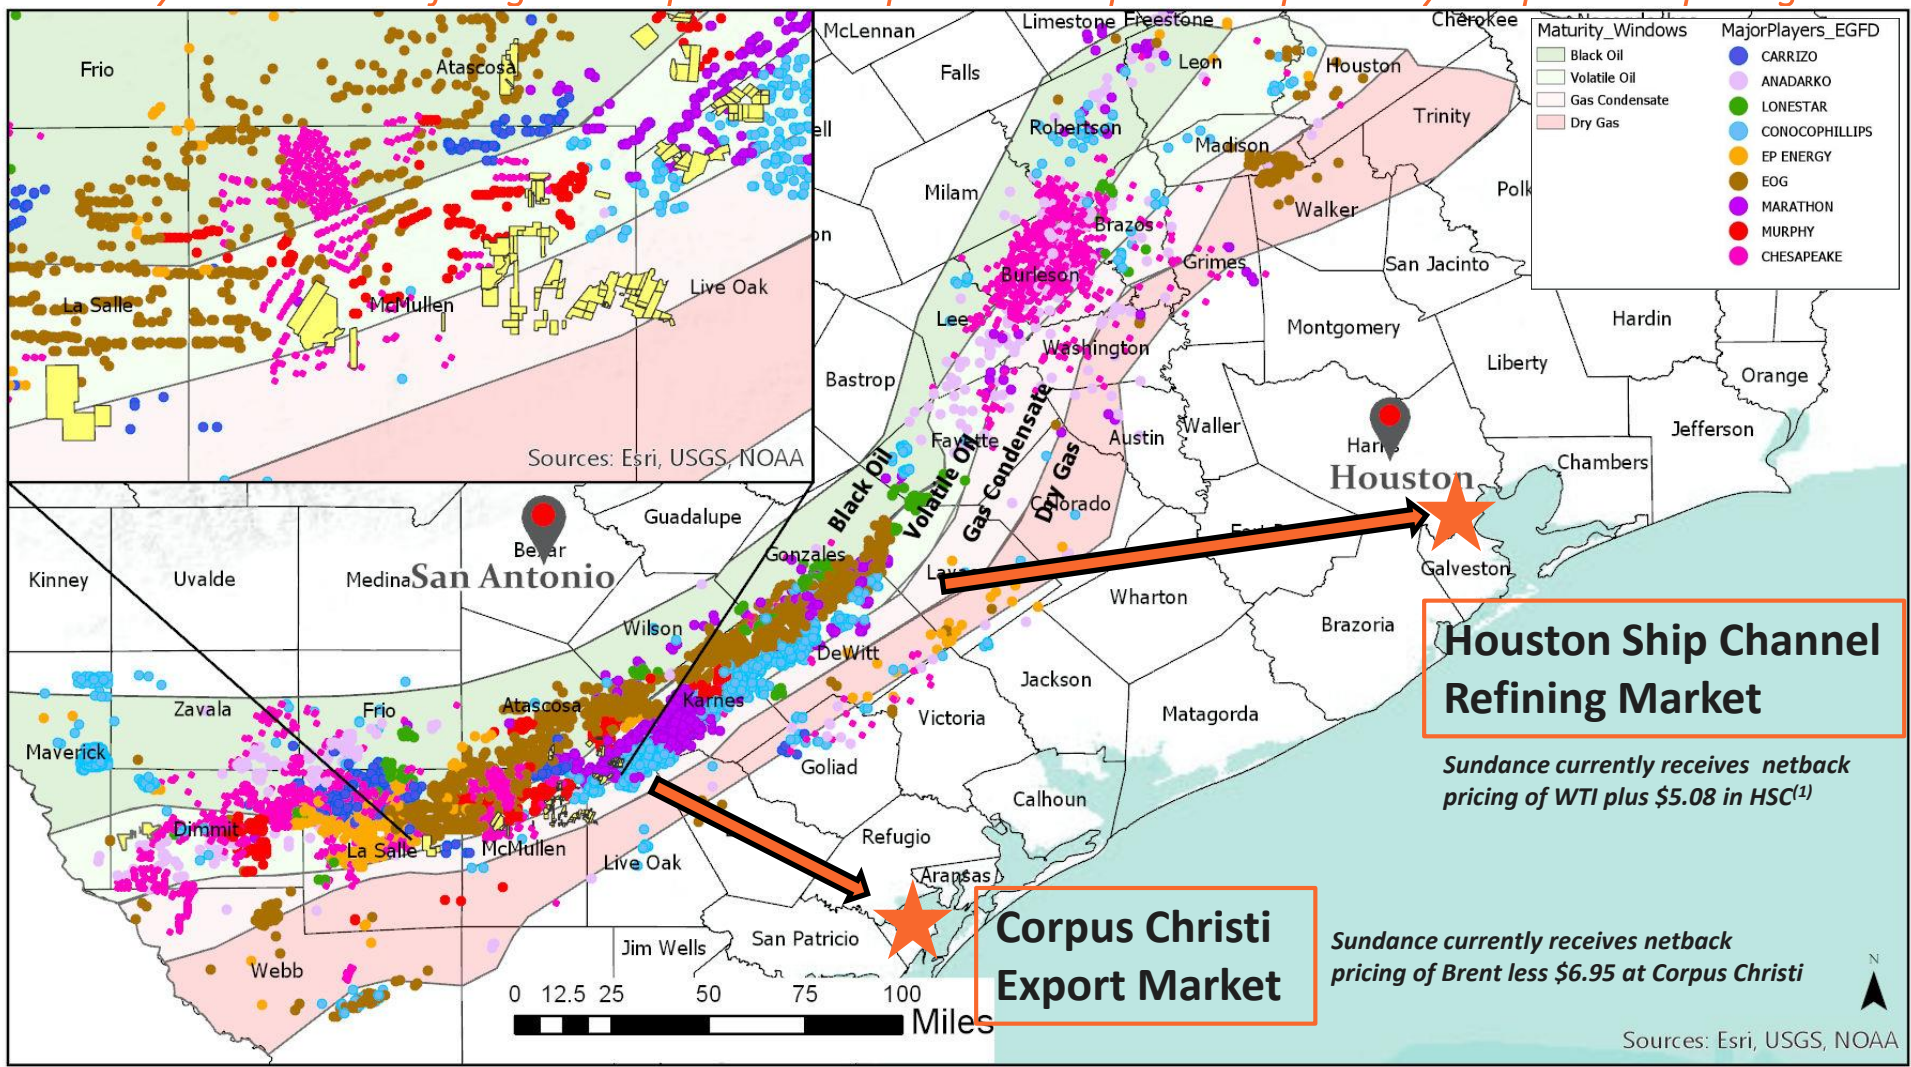 Frio
Atascosa
La Salle
McMullen
Live Oak
Sources: Esri, USGS, NOAA
McLennan
Limestone
Freestone
Cherokee
Falls
Leon
Houston
Trinity
Robertson
Madison
Milam
Brazos
Walker
Polk
Burleson
Grimes
San Jacinto
Lee
Washington
Montgomery
Hardin
Liberty
Bastrop
Orange
Fayette
Austin
Waller
Harris
Houston
Jefferson
Chambers
Black Oil
Volatile Oil
Gas Condensate
Dry Gas
Colorado
Maturity_Windows
Black Oil
Volatile Oil
Gas Condensate
Dry Gas
MajorPlayers_EGFD
CARRIZO
ANADARKO
LONESTAR
CONOCOPHILLIPS
EP ENERGY
EOG
MARATHON
MURPHY
CHESAPEAKE
Guadalupe
Bexar
San Antonio
Kinney
Uvalde
Medina
Gonzales
Galveston
Wharton
Wilson
Brazoria
DeWitt
Jackson
Karnes
Zavala
Frio
Atascosa
Victoria
Matagorda
Maverick
Goliad
Calhoun
Dimmit
La Salle
McMullen
Live Oak
Refugio
Aransas
Webb
Jim Wells
San Patricio
Houston Ship Channel
Refining Market
Sundance currently receives netback
pricing of WTI plus $5.08 in HSC(1)
Corpus Christi
Export Market
Sundance currently receives netback
pricing of Brent less $6.95 at Corpus Christi
0 12.5 25 50 75 100
Miles
N
Sources: Esri, USGS, NOAA